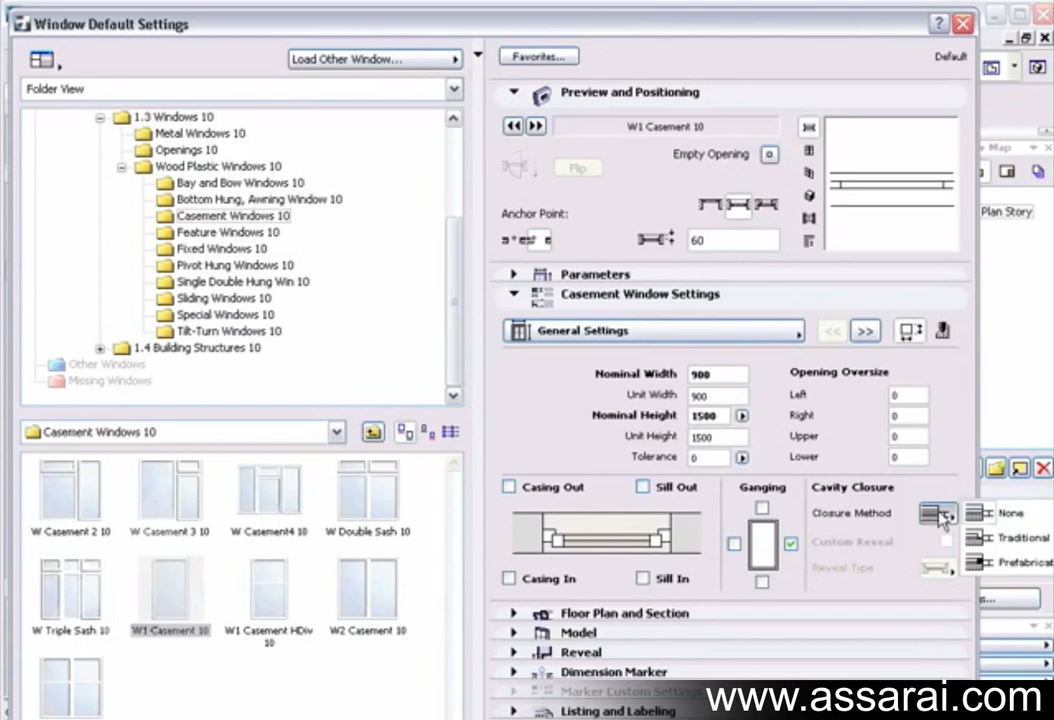 Window Default Settings
Load Other Window...
Folder View
1.3 Windows 10
Metal Windows 10
Openings 10
Wood Plastic Windows 10
Bay and Bow Windows 10
Bottom Hung, Awning Window 10
Casement Windows 10
Feature Windows 10
Fixed Windows 10
Pivot Hung Windows 10
Single Double Hung Win 10
Sliding Windows 10
Special Windows 10
Tilt-Turn Windows 10
1.4 Building Structures 10
Other Windows
Missing Windows
Casement Windows 10
W Casement 2 10
W Casement 3 10
W Casement4 10
W Double Sash 10
W Triple Sash 10
W1 Casement 10
W1 Casement HDiv 10
W2 Casement 10
Favorites...
Default
Preview and Positioning
W1 Casement 10
Empty Opening
Flip
Anchor Point:
60
Parameters
Casement Window Settings
General Settings
<< >>
Nominal Width 900
Unit Width 900
Nominal Height 1500
Unit Height 1500
Tolerance 0
Opening Oversize
Left 0
Right 0
Upper 0
Lower 0
Casing Out
Sill Out
Casing In
Sill In
Ganging
Cavity Closure
Closure Method
Custom Reveal
Reveal Type
None
Traditional
Prefabricat
Floor Plan and Section
Model
Reveal
Dimension Marker
Marker Custom Settings
Listing and Labeling
Map
Plan Story
www.assarai.com